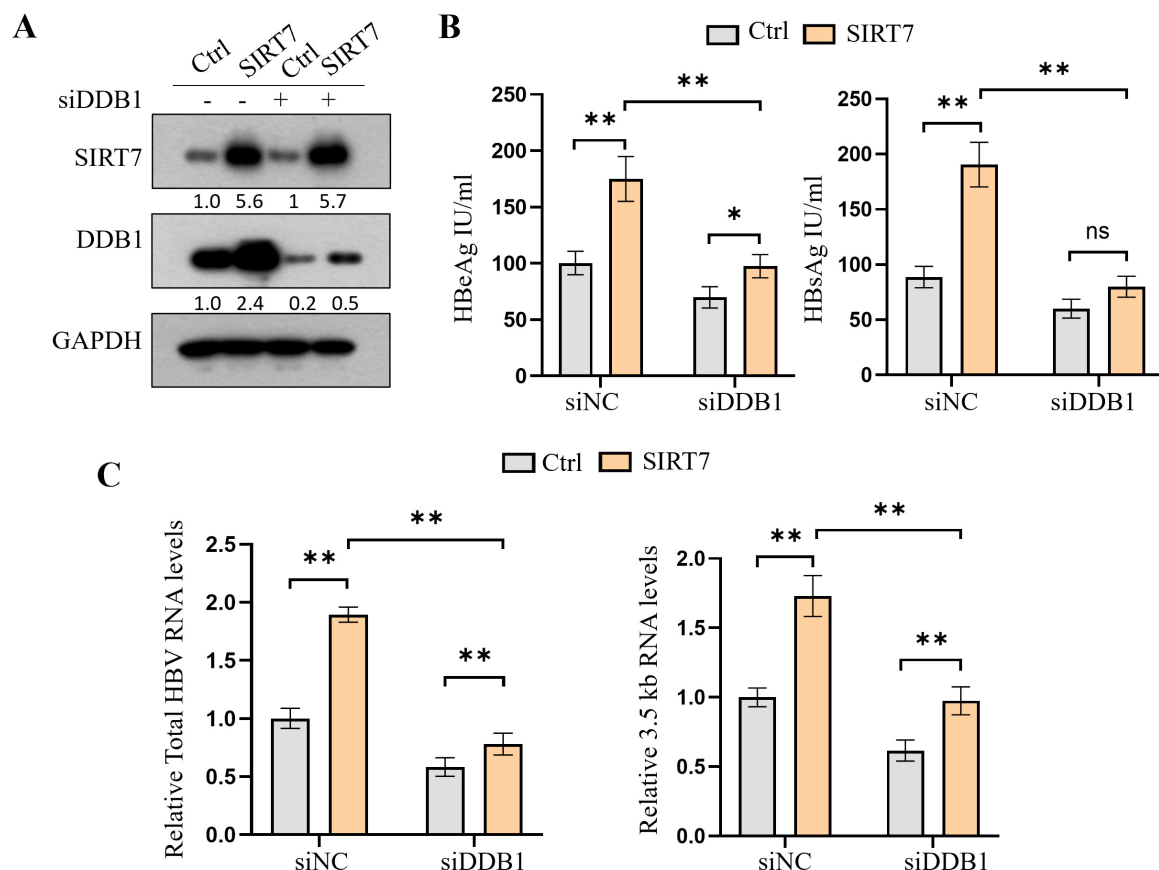 A
Ctrl SIRT7 Ctrl SIRT7
siDDB1 - - + +
SIRT7
1.0 5.6 1 5.7
DDB1
1.0 2.4 0.2 0.5
GAPDH
B
Ctrl SIRT7
HBeAg IU/ml
250
200
150
100
50
0
** ** *
siNC siDDB1
HBsAg IU/ml
250
200
150
100
50
0
** ** ns
siNC siDDB1
C
Ctrl SIRT7
Relative Total HBV RNA levels
2.5
2.0
1.5
1.0
0.5
0.0
** ** **
siNC siDDB1
Relative 3.5 kb RNA levels
2.0
1.5
1.0
0.5
0.0
** ** **
siNC siDDB1